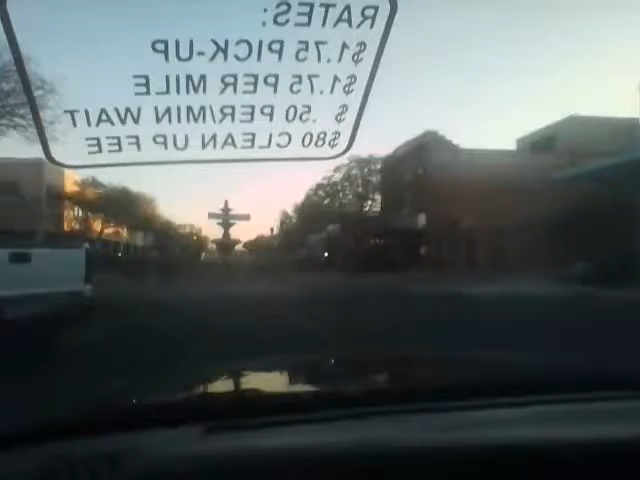 RATES:
$1.75 PICK-UP
$1.75 PER MILE
$ .50 PER/MIN WAIT
$80 CLEAN UP FEE